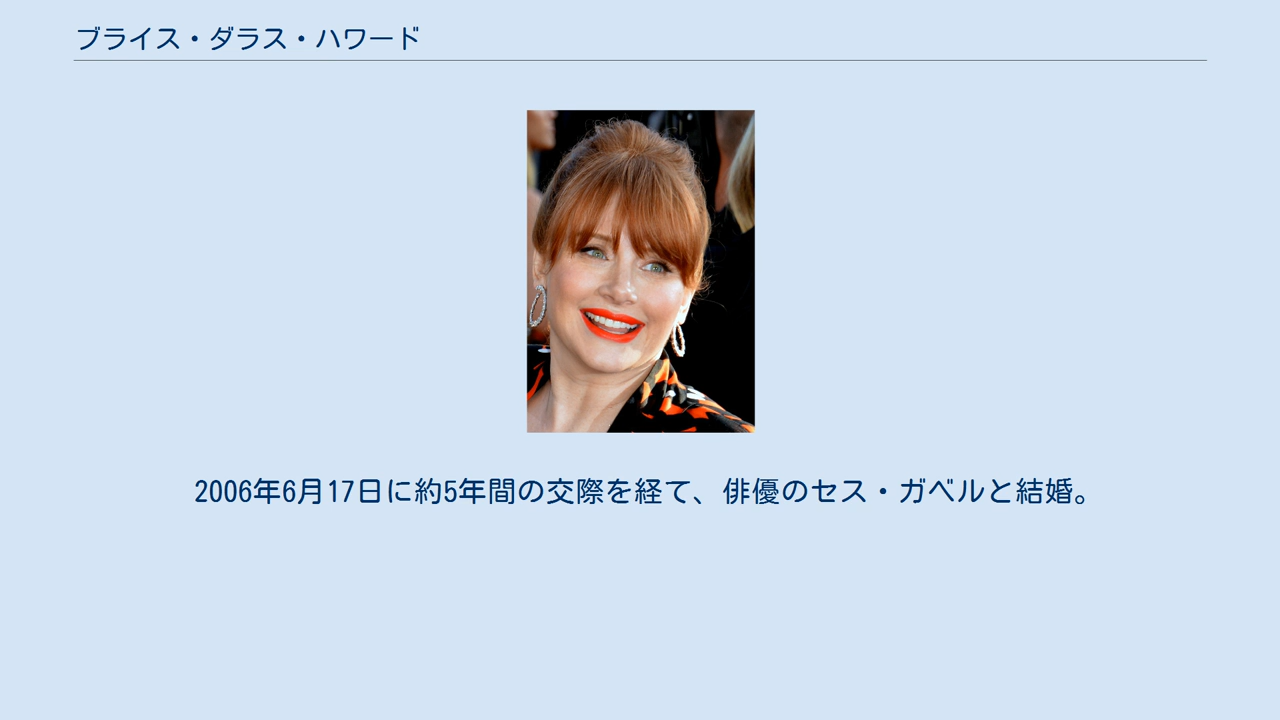 ブライス・ダラス・ハワード
2006年6月17日に約5年間の交際を経て、俳優のセス・ガベルと結婚。